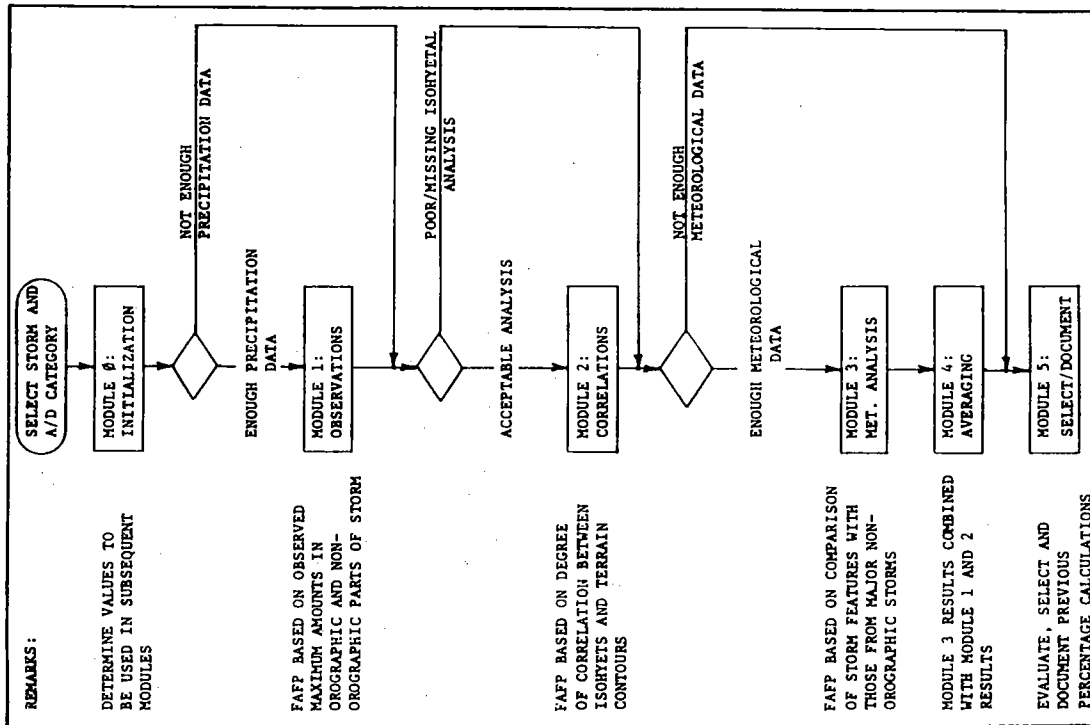 REMARKS:
SELECT STORM AND
A/D CATEGORY
DETERMINE VALUES TO
BE USED IN SUBSEQUENT
MODULES
MODULE Ø:
INITIALIZATION
NOT ENOUGH
PRECIPITATION DATA
ENOUGH PRECIPITATION
DATA
FAFP BASED ON OBSERVED
MAXIMUM AMOUNTS IN
OROGRAPHIC AND NON-
OROGRAPHIC PARTS OF STORM
MODULE 1:
OBSERVATIONS
POOR/MISSING ISOHYETAL
ANALYSIS
ACCEPTABLE ANALYSIS
FAFP BASED ON DEGREE
OF CORRELATION BETWEEN
ISOHYETS AND TERRAIN
CONTOURS
MODULE 2:
CORRELATIONS
NOT ENOUGH
METEOROLOGICAL DATA
ENOUGH METEOROLOGICAL
DATA
FAFP BASED ON COMPARISON
OF STORM FEATURES WITH
THOSE FROM MAJOR NON-
OROGRAPHIC STORMS
MODULE 3:
MET. ANALYSIS
MODULE 3 RESULTS COMBINED
WITH MODULE 1 AND 2
RESULTS
MODULE 4:
AVERAGING
EVALUATE, SELECT AND
DOCUMENT PREVIOUS
PERCENTAGE CALCULATIONS
MODULE 5:
SELECT/DOCUMENT